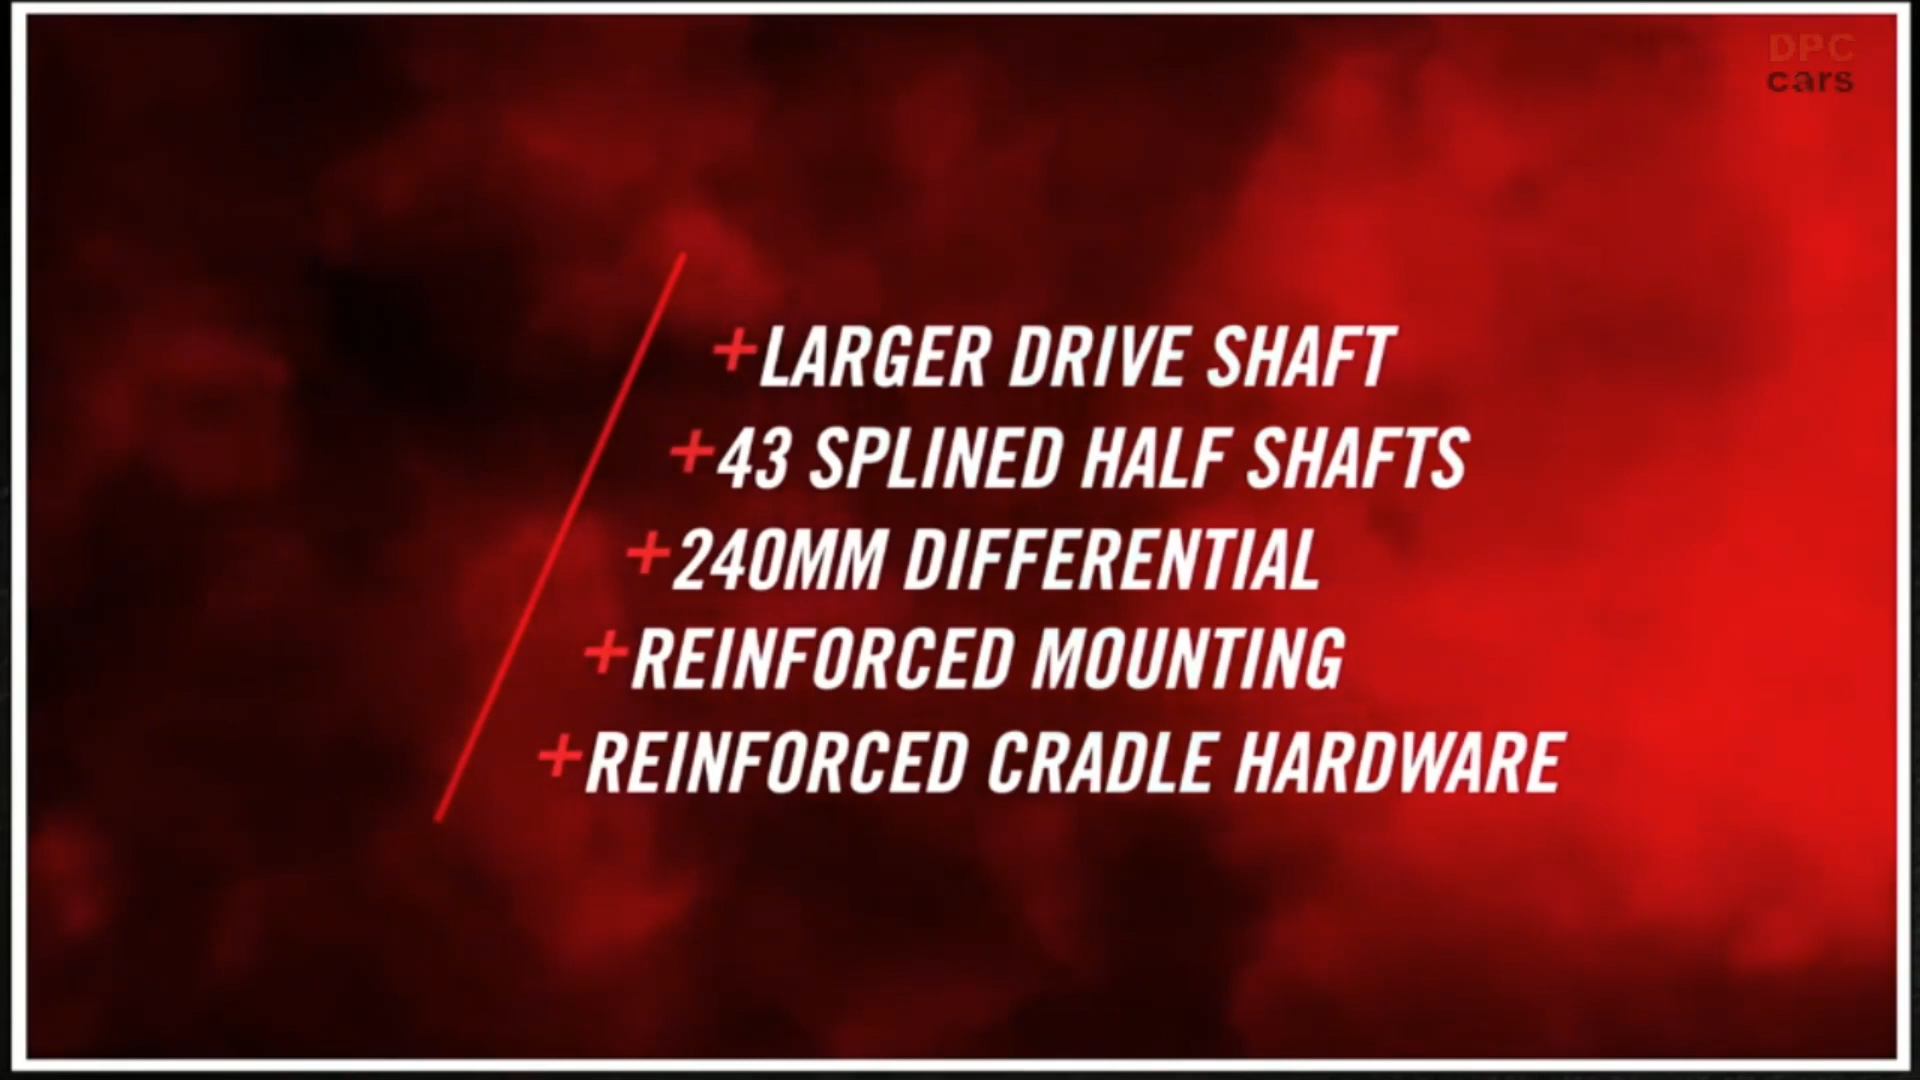 DPC
cars
+LARGER DRIVE SHAFT
+43 SPLINED HALF SHAFTS
+240MM DIFFERENTIAL
+REINFORCED MOUNTING
+REINFORCED CRADLE HARDWARE